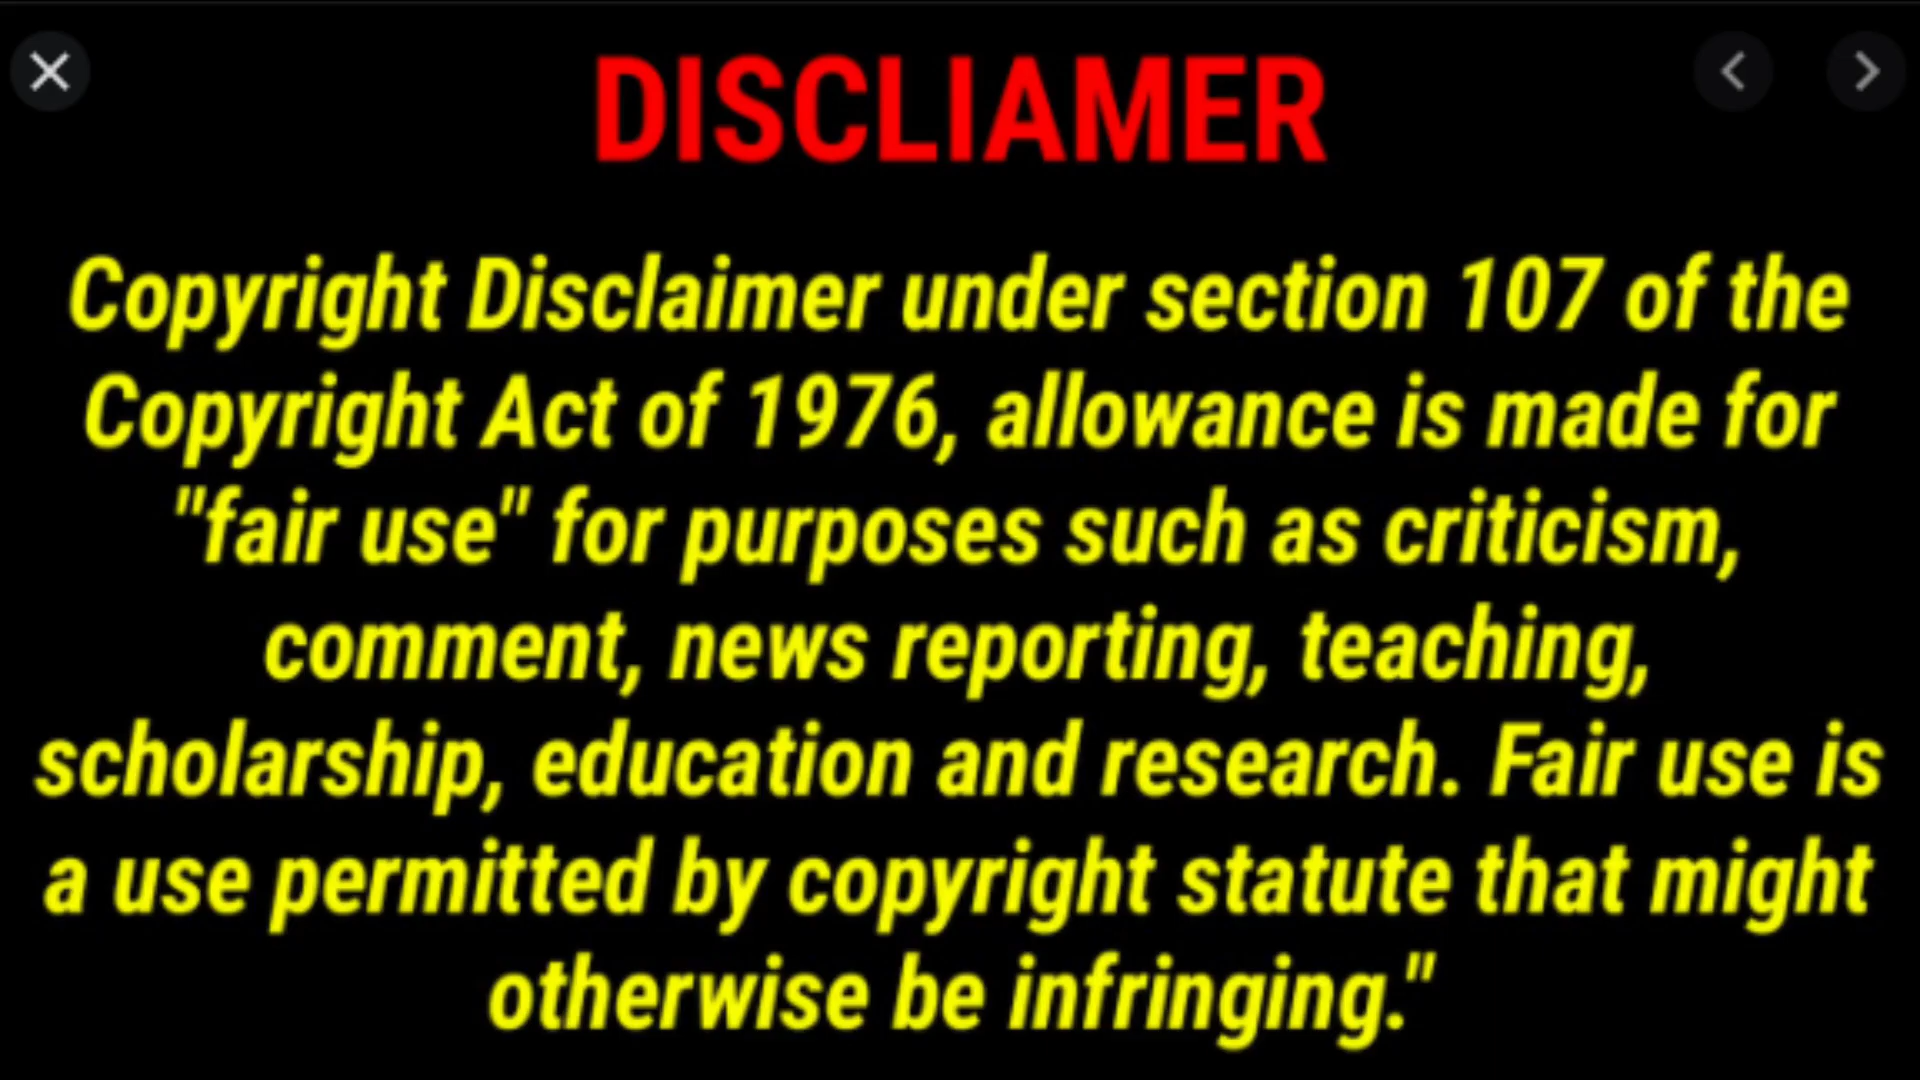 DISCLIAMER
Copyright Disclaimer under section 107 of the
Copyright Act of 1976, allowance is made for
"fair use" for purposes such as criticism,
comment, news reporting, teaching,
scholarship, education and research. Fair use is
a use permitted by copyright statute that might
otherwise be infringing."